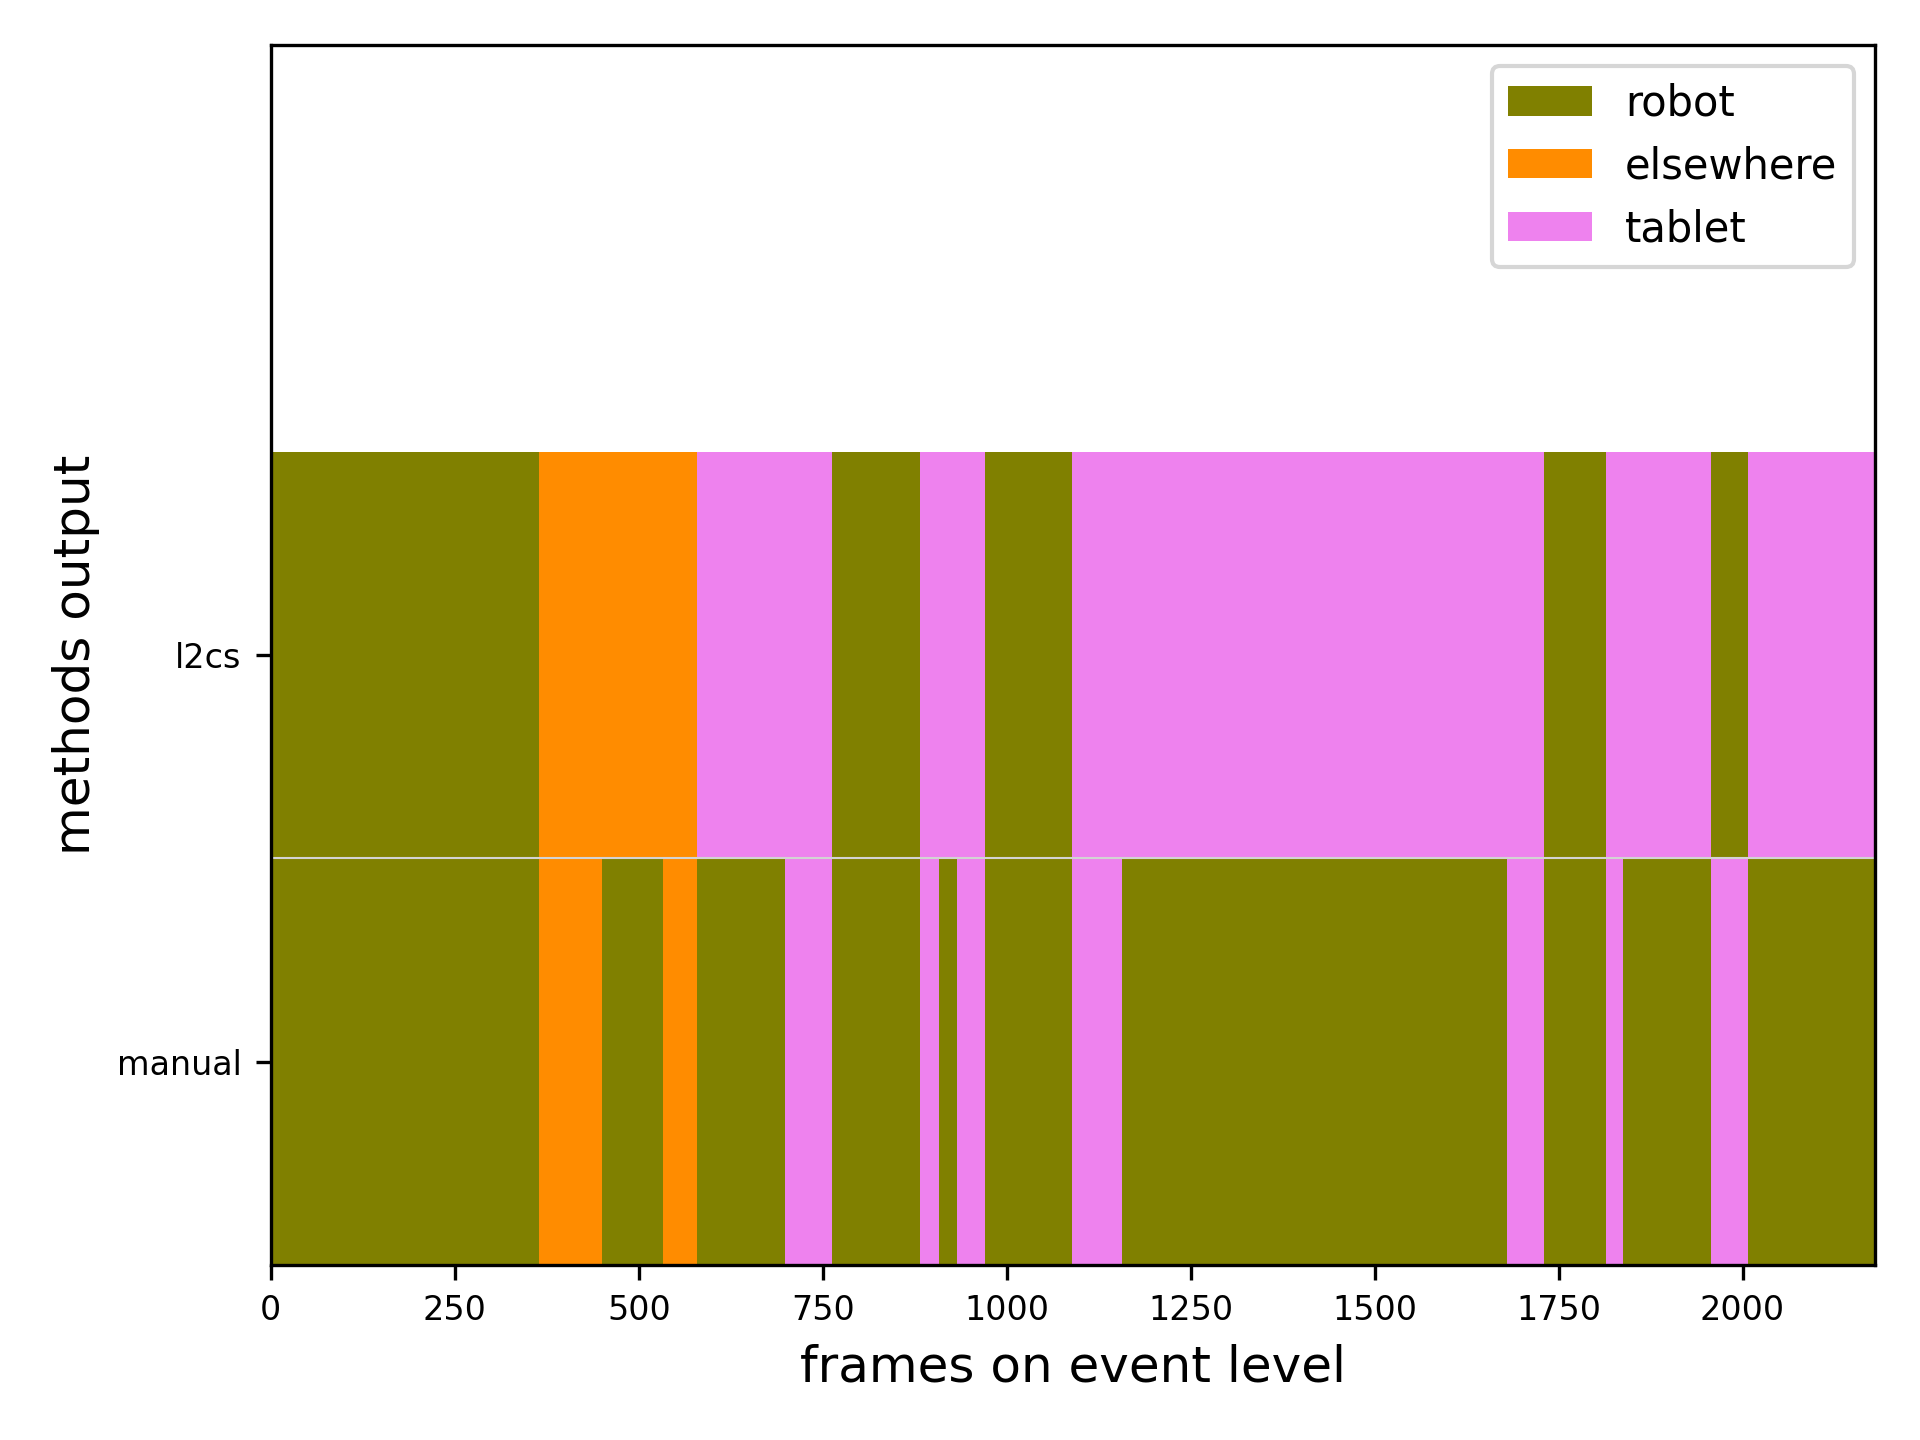 robot
elsewhere
tablet
methods output
l2cs
manual
0 250 500 750 1000 1250 1500 1750 2000
frames on event level